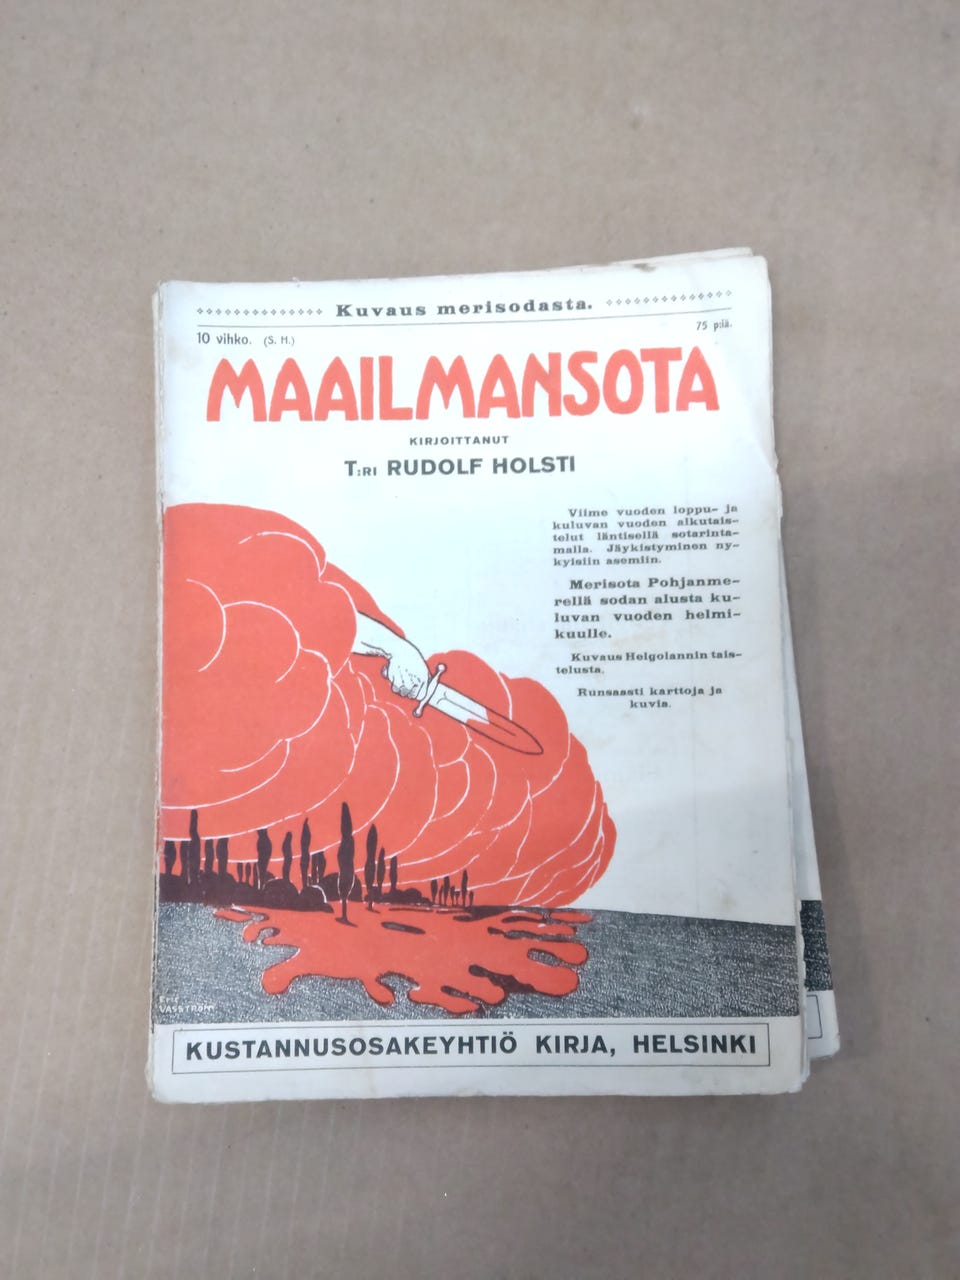 Kuvaus merisodasta.
10 vihko. (S. H.)
75 p:iä.
MAAILMANSOTA
KIRJOITTANUT
T:RI RUDOLF HOLSTI
Viime vuoden loppu- ja
kuluvan vuoden alkutais-
telut läntisellä sotarinta-
malla. Jäykistyminen ny-
kyisiin asemiin.
Merisota Pohjanme-
rellä sodan alusta ku-
luvan vuoden helmi-
kuulle.
Kuvaus Helgolannin tais-
telusta.
Runsaasti karttoja ja
kuvia.
ERIC
VASSTRÖM
KUSTANNUSOSAKEYHTIÖ KIRJA, HELSINKI